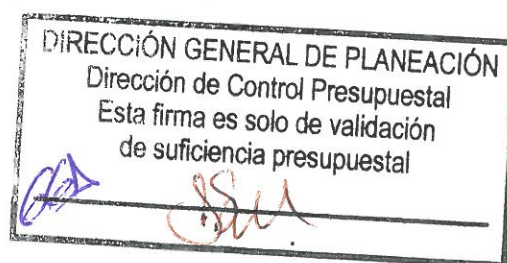 DIRECCIÓN GENERAL DE PLANEACIÓN
Dirección de Control Presupuestal
Esta firma es solo de validación
de suficiencia presupuestal